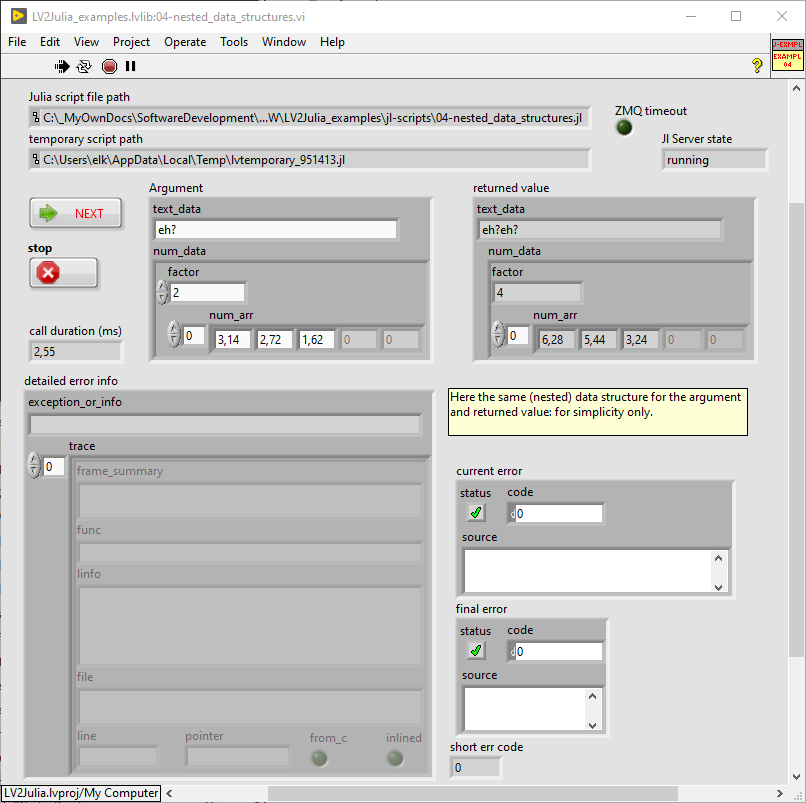 LV2Julia_examples.lvlib:04-nested_data_structures.vi
File Edit View Project Operate Tools Window Help
J-EXMPL
EXAMPL
04
Julia script file path
C:\_MyOwnDocs\SoftwareDevelopment\...W\LV2Julia_examples\jl-scripts\04-nested_data_structures.jl
ZMQ timeout
temporary script path
C:\Users\elk\AppData\Local\Temp\lvtemporary_951413.jl
Jl Server state
running
NEXT
stop
call duration (ms)
2,55
Argument
text_data
eh?
num_data
factor
2
num_arr
0 3,14 2,72 1,62 0 0
returned value
text_data
eh?eh?
num_data
factor
4
num_arr
0 6,28 5,44 3,24 0 0
detailed error info
exception_or_info
trace
0
frame_summary
func
linfo
file
line pointer from_c inlined
Here the same (nested) data structure for the argument
and returned value: for simplicity only.
current error
status code
d0
source
final error
status code
d0
source
short err code
0
LV2Julia.lvproj/My Computer